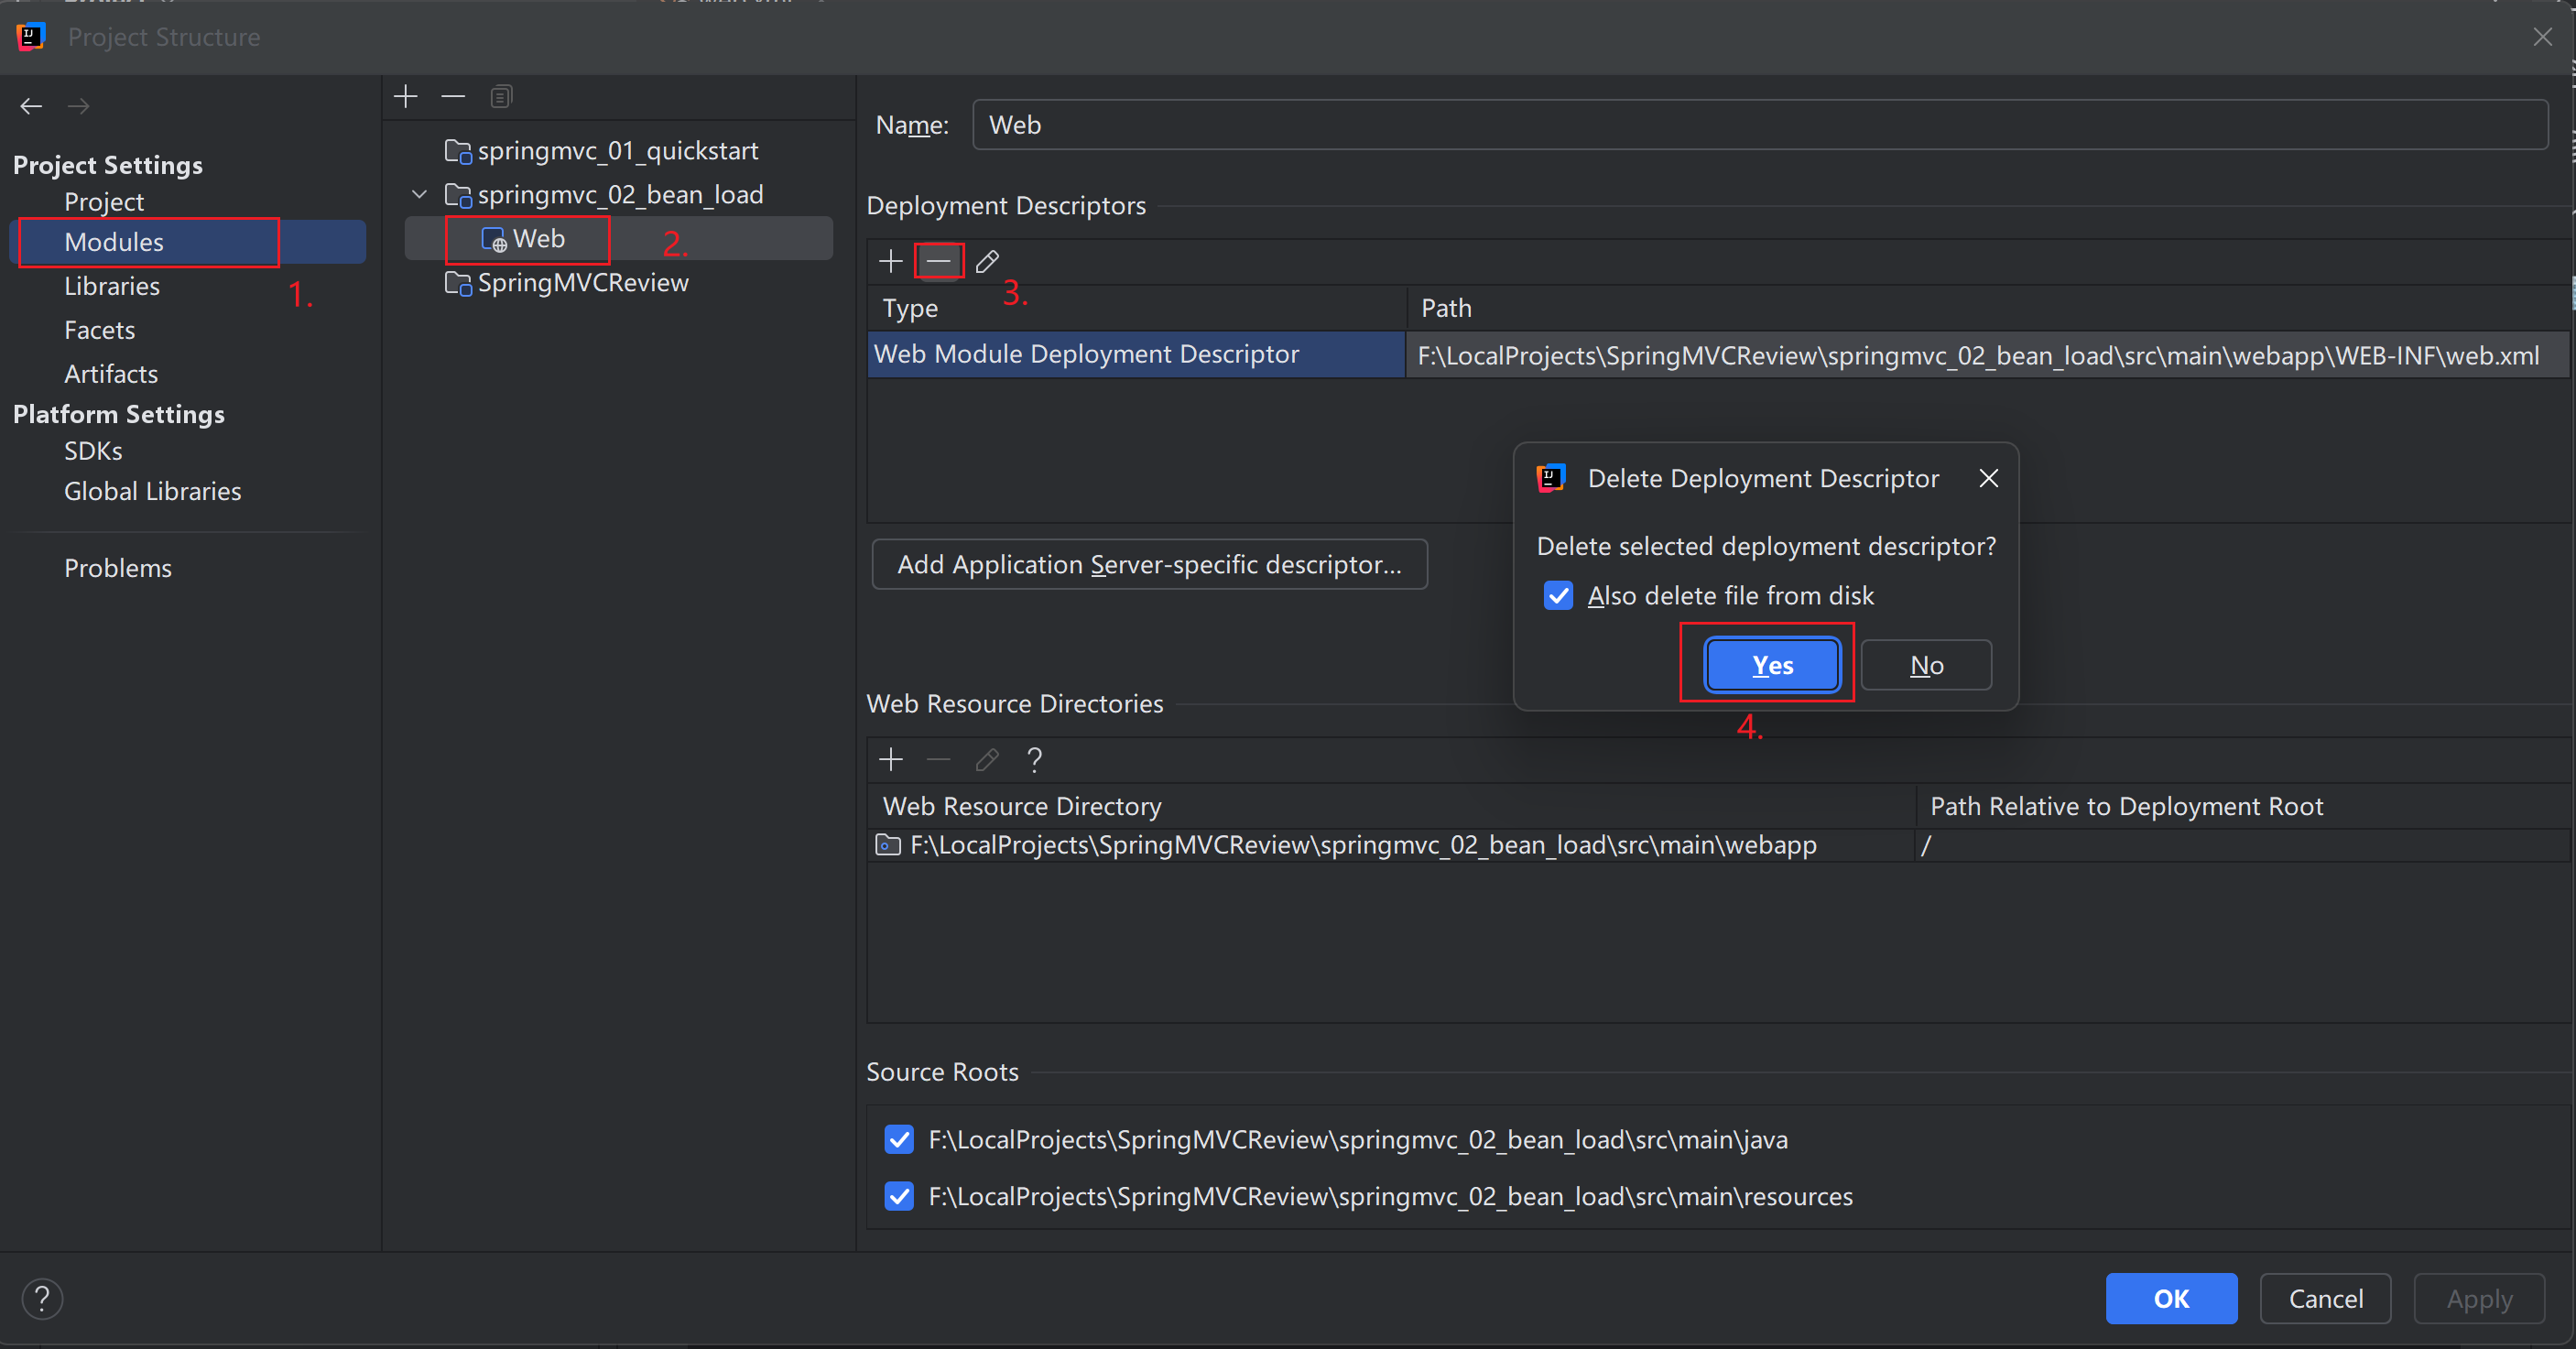 Project Structure
Project Settings
Project
Modules
1.
Libraries
Facets
Artifacts
Platform Settings
SDKs
Global Libraries
Problems
springmvc_01_quickstart
springmvc_02_bean_load
Web
2.
SpringMVCReview
Name:
Web
Deployment Descriptors
3.
Type
Path
Web Module Deployment Descriptor
F:\LocalProjects\SpringMVCReview\springmvc_02_bean_load\src\main\webapp\WEB-INF\web.xml
Add Application Server-specific descriptor...
Delete Deployment Descriptor
Delete selected deployment descriptor?
Also delete file from disk
Yes
No
4.
Web Resource Directories
?
Web Resource Directory
Path Relative to Deployment Root
F:\LocalProjects\SpringMVCReview\springmvc_02_bean_load\src\main\webapp
/
Source Roots
F:\LocalProjects\SpringMVCReview\springmvc_02_bean_load\src\main\java
F:\LocalProjects\SpringMVCReview\springmvc_02_bean_load\src\main\resources
?
OK
Cancel
Apply